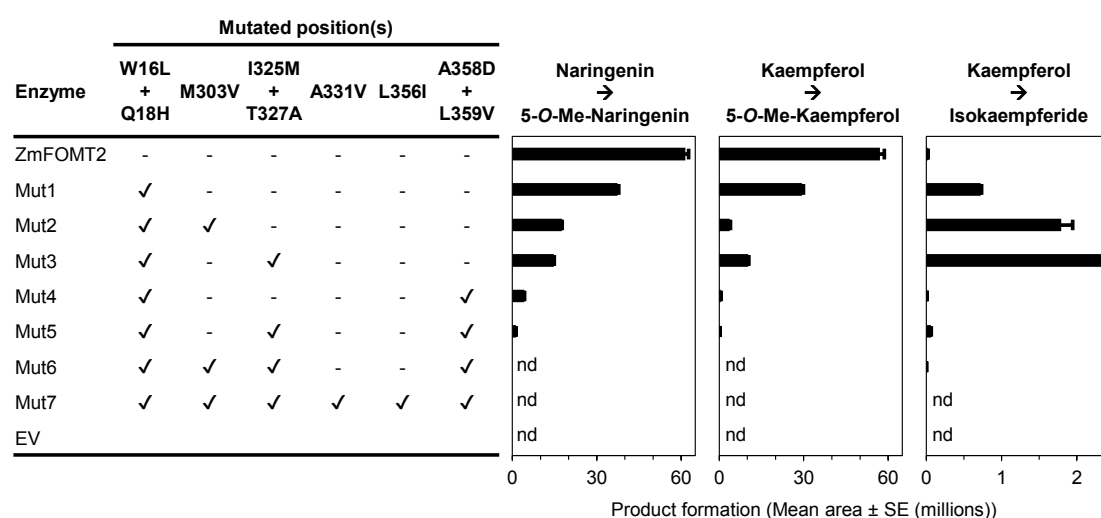 Mutated position(s)
Enzyme W16L + Q18H M303V I325M + T327A A331V L356I A358D + L359V
Naringenin → 5-O-Me-Naringenin
Kaempferol → 5-O-Me-Kaempferol
Kaempferol → Isokaempferide
ZmFOMT2 - - - - - -
Mut1 ✓ - - - - -
Mut2 ✓ ✓ - - - -
Mut3 ✓ - ✓ - - -
Mut4 ✓ - - - - ✓
Mut5 ✓ - ✓ - - ✓
Mut6 ✓ ✓ ✓ - - ✓ nd nd
Mut7 ✓ ✓ ✓ ✓ ✓ ✓ nd nd nd
EV nd nd nd
0 30 60 0 30 60 0 1 2
Product formation (Mean area ± SE (millions))